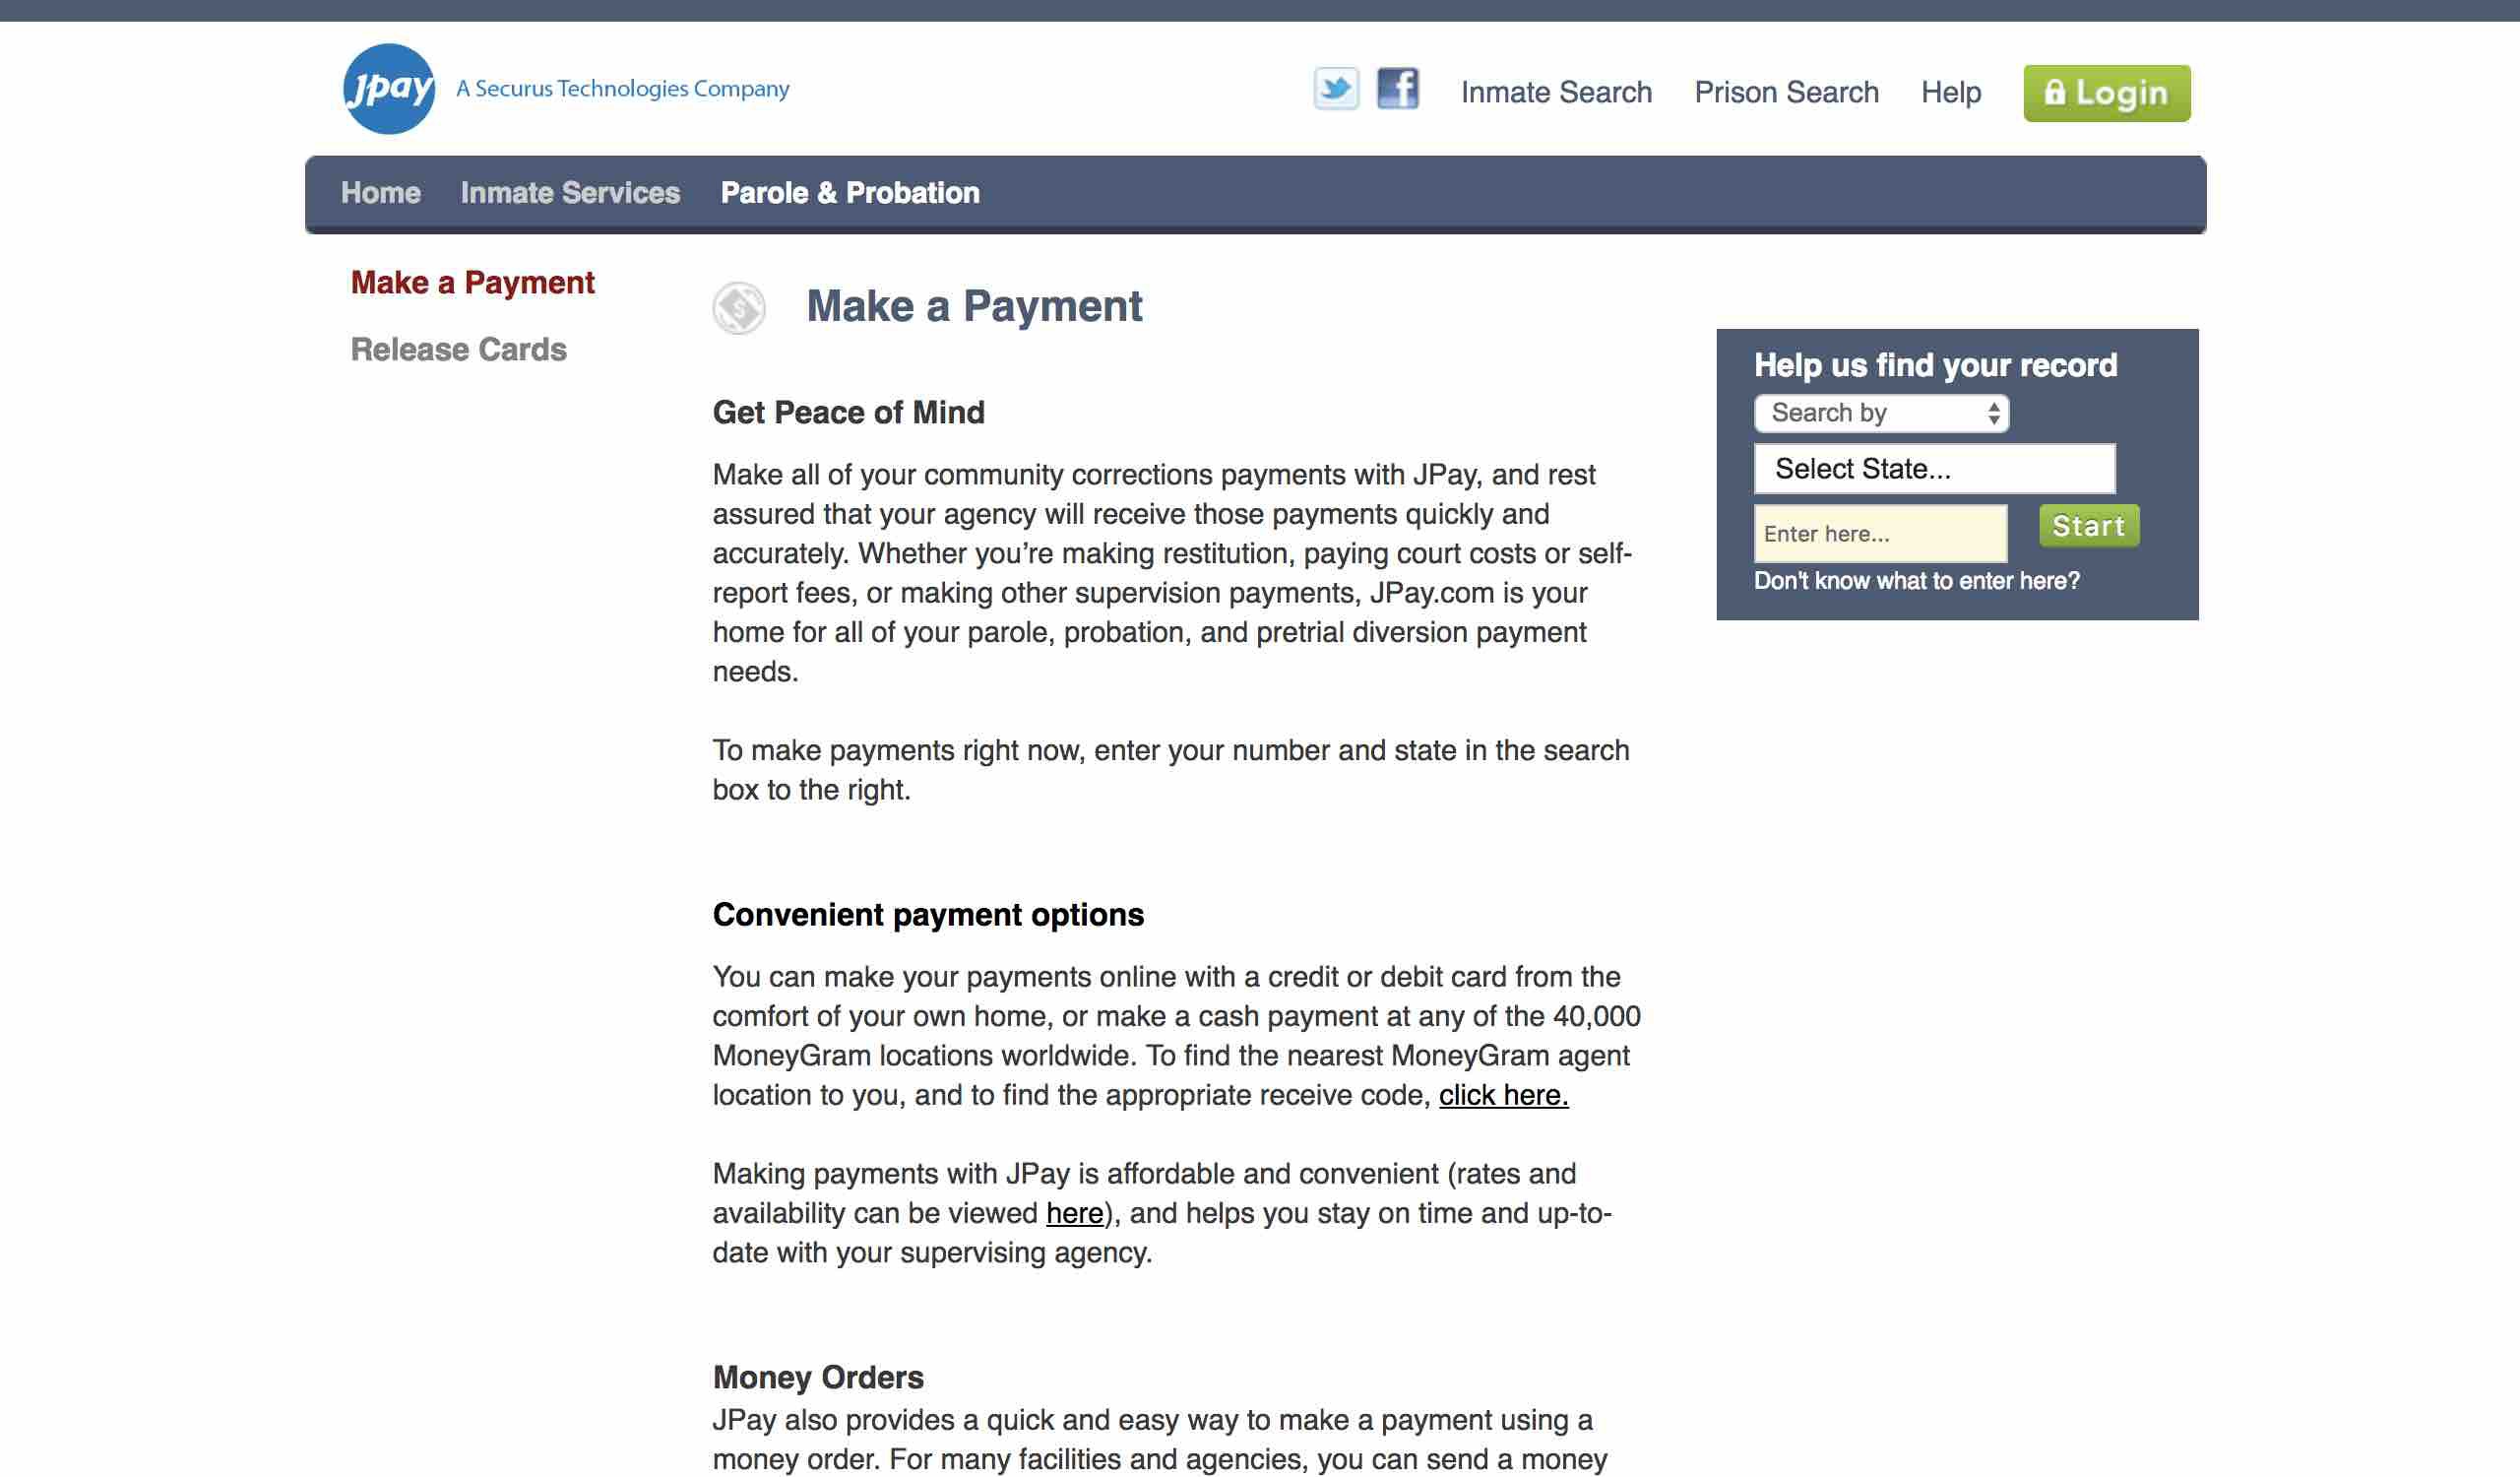 Jpay A Securus Technologies Company
Inmate Search Prison Search Help Login
Home Inmate Services Parole & Probation
Make a Payment
Release Cards
Make a Payment
Get Peace of Mind
Make all of your community corrections payments with JPay, and rest
assured that your agency will receive those payments quickly and
accurately. Whether you’re making restitution, paying court costs or self-
report fees, or making other supervision payments, JPay.com is your
home for all of your parole, probation, and pretrial diversion payment
needs.
To make payments right now, enter your number and state in the search
box to the right.
Convenient payment options
You can make your payments online with a credit or debit card from the
comfort of your own home, or make a cash payment at any of the 40,000
MoneyGram locations worldwide. To find the nearest MoneyGram agent
location to you, and to find the appropriate receive code, click here.
Making payments with JPay is affordable and convenient (rates and
availability can be viewed here), and helps you stay on time and up-to-
date with your supervising agency.
Money Orders
JPay also provides a quick and easy way to make a payment using a
money order. For many facilities and agencies, you can send a money
Help us find your record
Search by
Select State...
Enter here... Start
Don't know what to enter here?